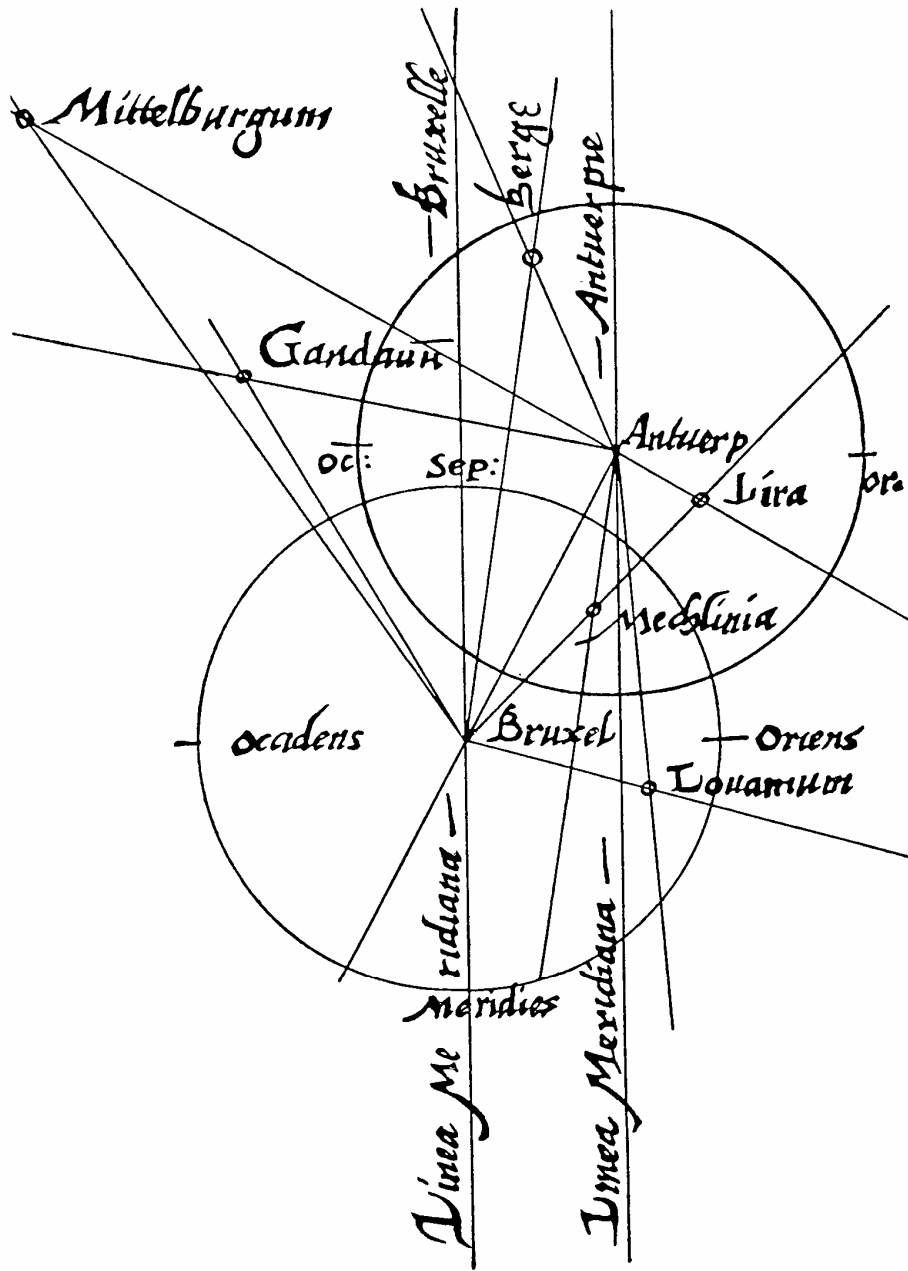 Mittelburgum
Bruxelle
Berge
Antuerpie
Gandauũ
Antuerp
oc:
Sep:
or.
Lira
Mechlinia
Occidens
Bruxel
Oriens
Louanium
Meridies
Linea Meridiana
Linea Meridiana